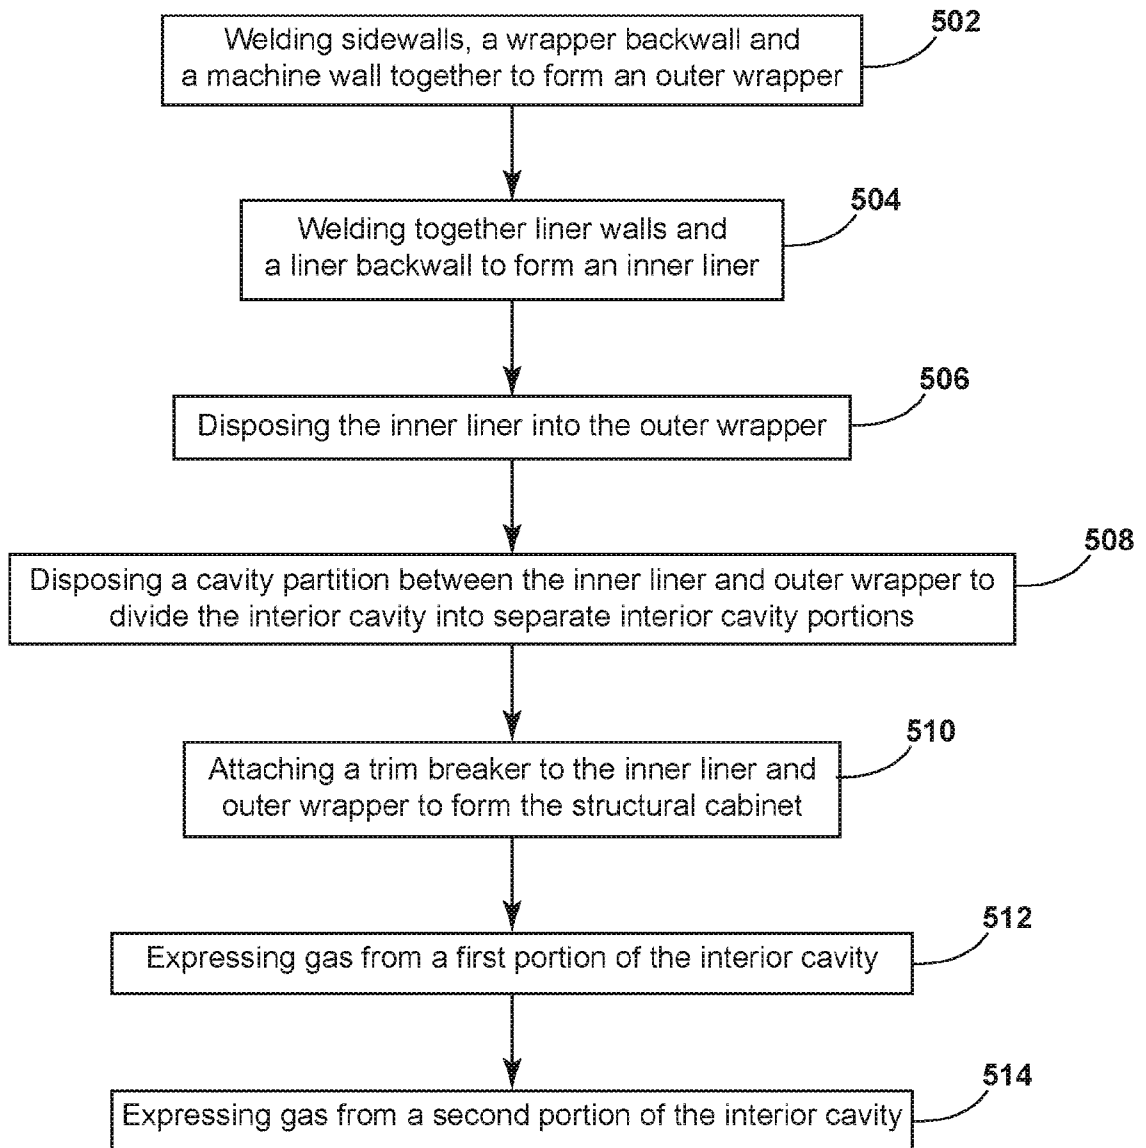 502
Welding sidewalls, a wrapper backwall and
a machine wall together to form an outer wrapper
504
Welding together liner walls and
a liner backwall to form an inner liner
506
Disposing the inner liner into the outer wrapper
508
Disposing a cavity partition between the inner liner and outer wrapper to
divide the interior cavity into separate interior cavity portions
510
Attaching a trim breaker to the inner liner and
outer wrapper to form the structural cabinet
512
Expressing gas from a first portion of the interior cavity
514
Expressing gas from a second portion of the interior cavity